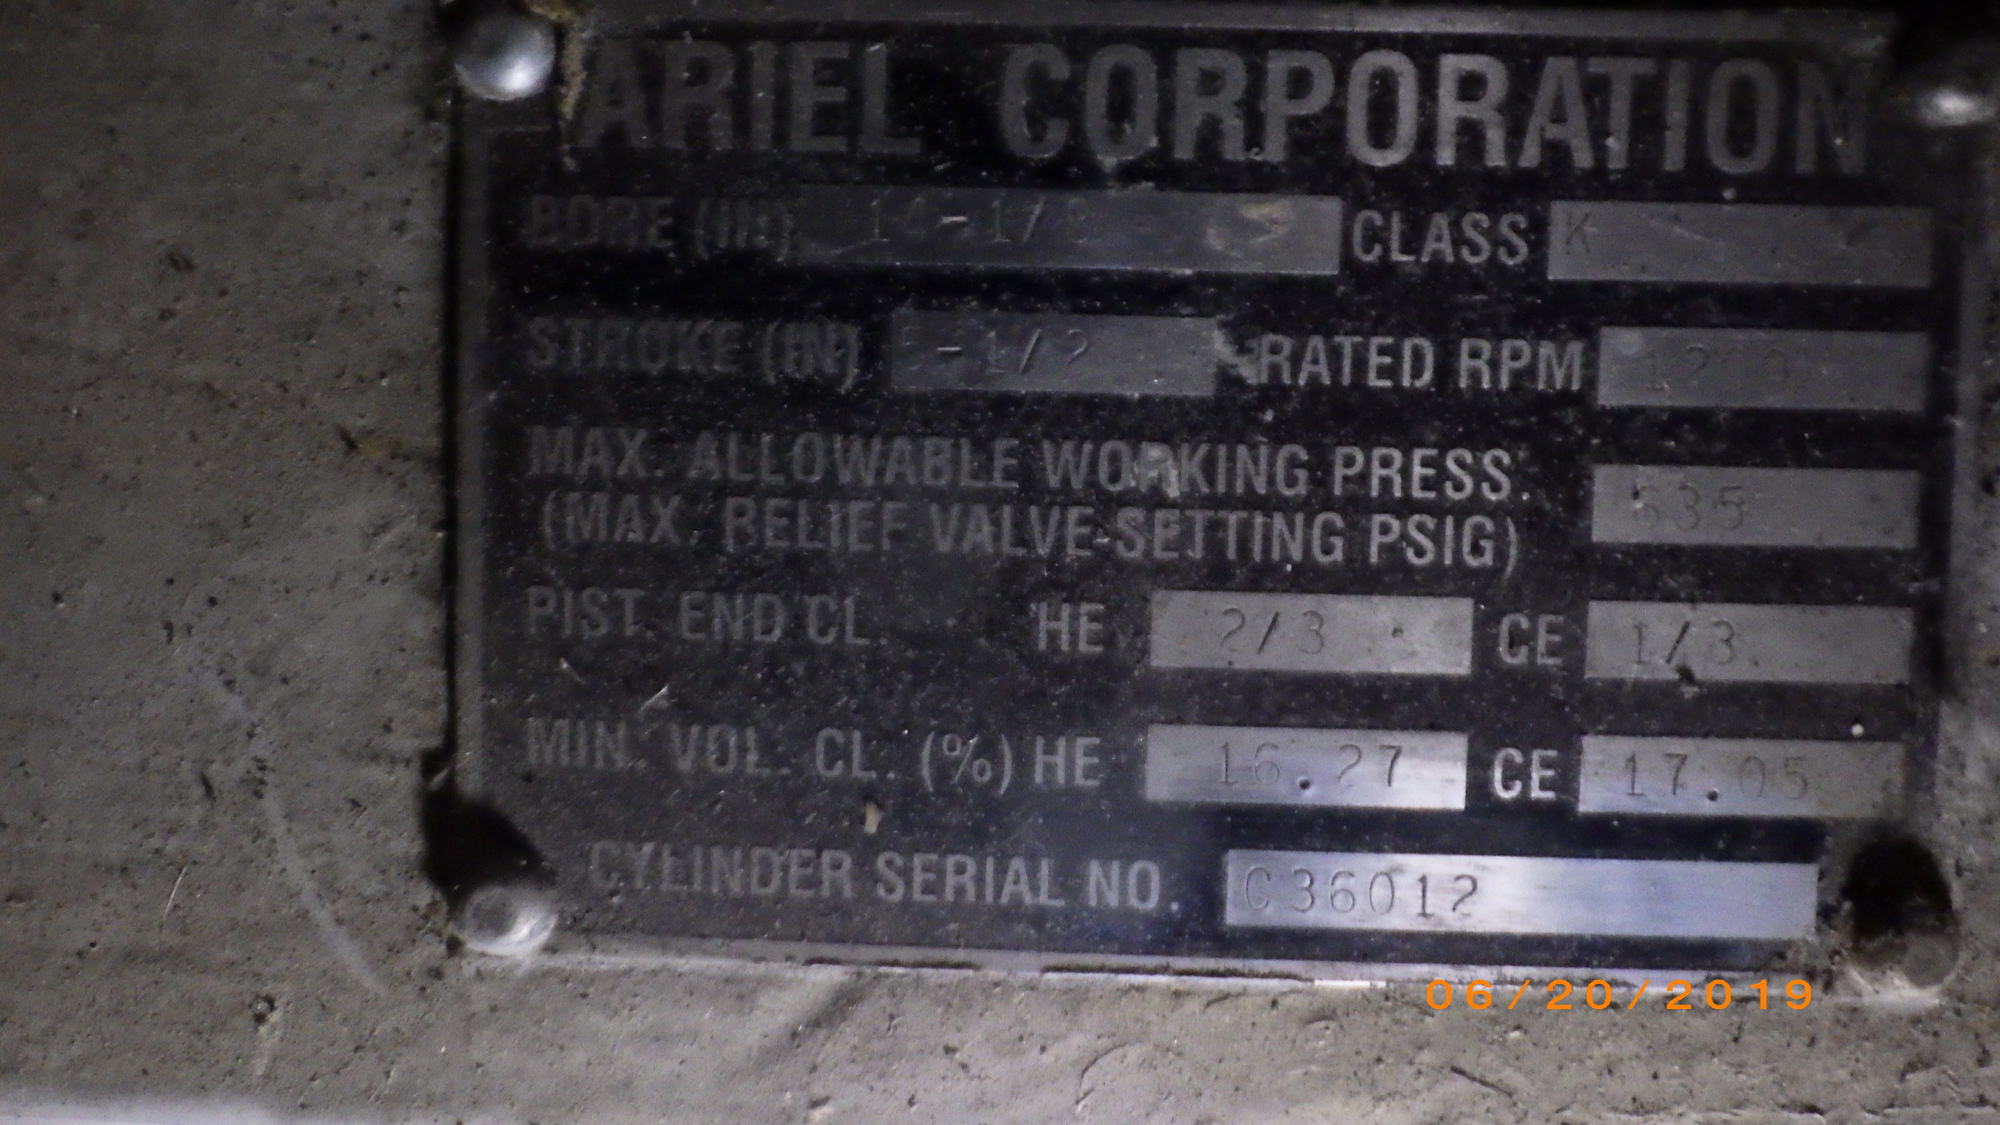 ARIEL CORPORATION
BORE (IN) CLASS K
STROKE (IN) RATED RPM
MAX. ALLOWABLE WORKING PRESS.
(MAX. RELIEF VALVE SETTING PSIG) 635
PIST. END CL. HE 2/3 CE 1/3
MIN. VOL. CL. (%) HE 16.27 CE 17.05
CYLINDER SERIAL NO. C36012
06/20/2019